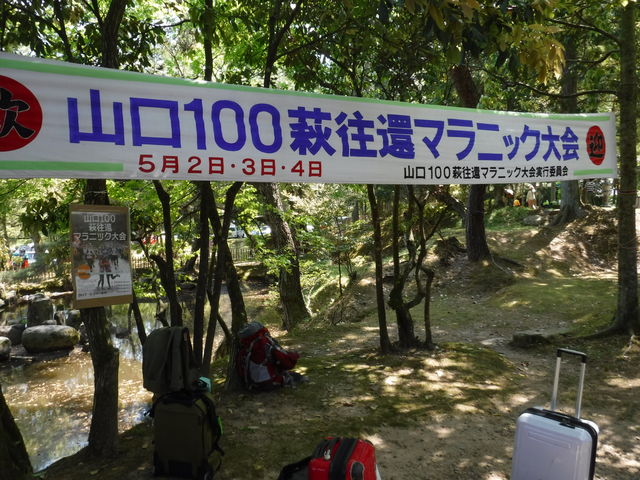 歓 山口100萩往還マラニック大会 迎
5月2日・3日・4日 山口100萩往還マラニック大会実行委員会
山口100
萩往還
マラニック大会